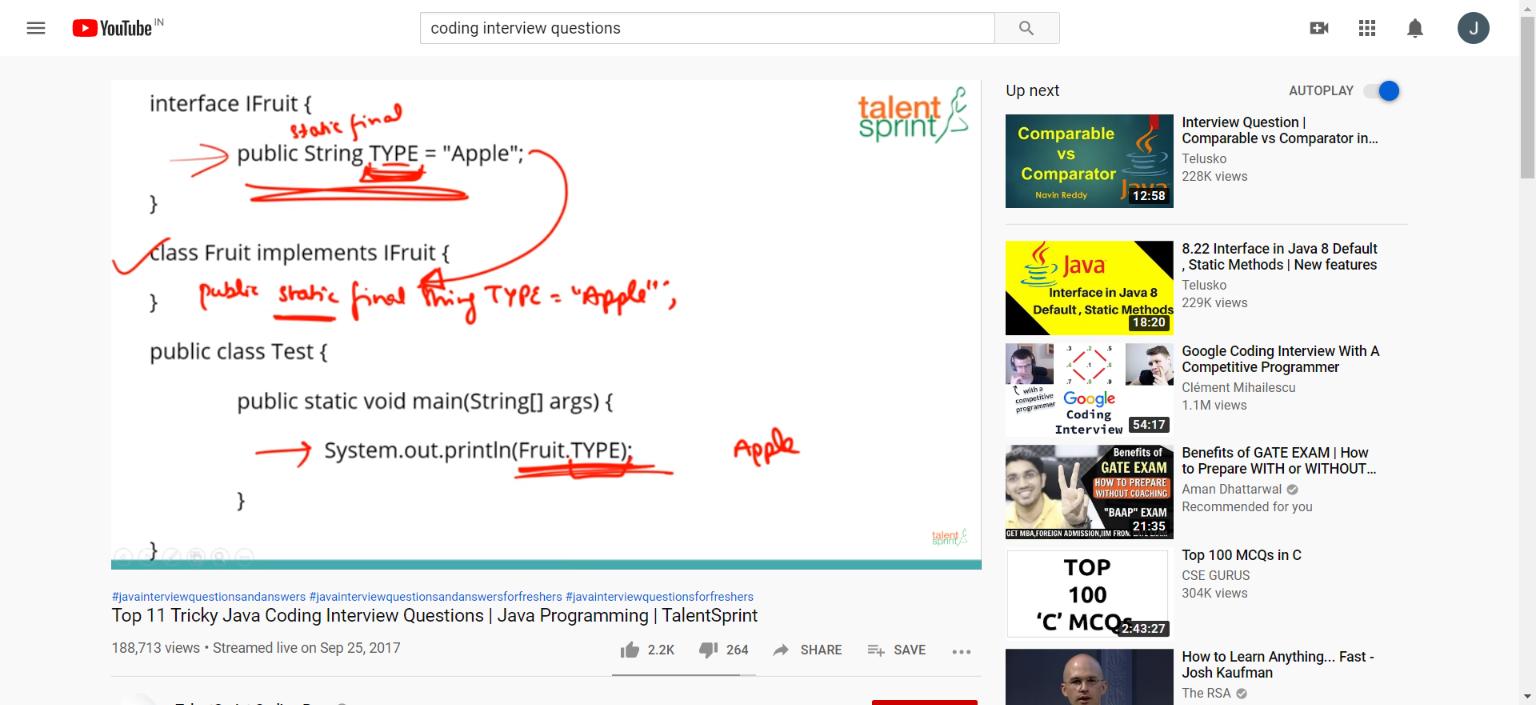 YouTube IN
coding interview questions
J
interface IFruit {
static final
public String TYPE = "Apple";
}
class Fruit implements IFruit {
} public static final String TYPE = "Apple";
public class Test {
public static void main(String[] args) {
System.out.println(Fruit.TYPE);
Apple
}
}
talent
sprint
talent
sprint
#javainterviewquestionsandanswers #javainterviewquestionsandanswersforfreshers #javainterviewquestionsforfreshers
Top 11 Tricky Java Coding Interview Questions | Java Programming | TalentSprint
188,713 views • Streamed live on Sep 25, 2017
2.2K 264 SHARE SAVE
Up next
AUTOPLAY
Comparable
vs
Comparator
Navin Reddy
Java
12:58
Interview Question |
Comparable vs Comparator in...
Telusko
228K views
Java
Interface in Java 8
Default , Static Methods
18:20
8.22 Interface in Java 8 Default
, Static Methods | New features
Telusko
229K views
with a
competitive
programmer
Google
Coding
Interview
54:17
Google Coding Interview With A
Competitive Programmer
Clément Mihailescu
1.1M views
Benefits of
GATE EXAM
HOW TO PREPARE
WITHOUT COACHING
"BAAP" EXAM
GET MBA,FOREIGN ADMISSION,IIM FROM
21:35
Benefits of GATE EXAM | How
to Prepare WITH or WITHOUT...
Aman Dhattarwal
Recommended for you
TOP
100
'C' MCQs
2:43:27
Top 100 MCQs in C
CSE GURUS
304K views
How to Learn Anything... Fast -
Josh Kaufman
The RSA